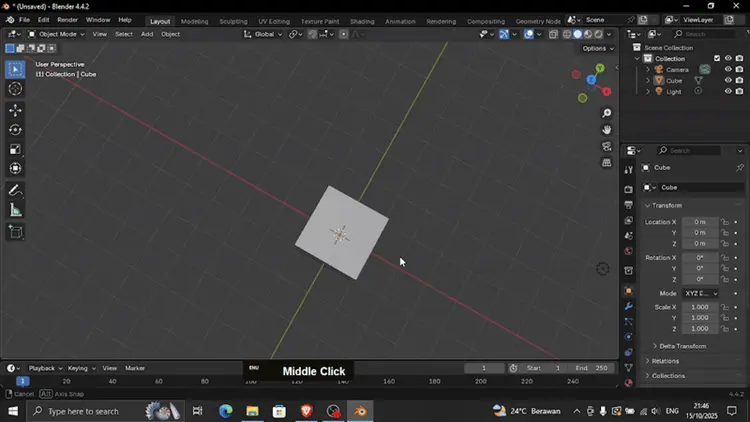 * (Unsaved) - Blender 4.4.2
File Edit Render Window Help Layout Modeling Sculpting UV Editing Texture Paint Shading Animation Rendering Compositing Geometry Node Scene ViewLayer
Object Mode View Select Add Object Global Search
Options
User Perspective
(1) Collection | Cube
Y
Z
X
Scene Collection
Collection
Camera
Cube
Light
Search
Cube
Cube
Transform
Location X 0 m
Y 0 m
Z 0 m
Rotation X 0°
Y 0°
Z 0°
Mode XYZ E...
Scale X 1.000
Y 1.000
Z 1.000
Delta Transform
Relations
Collections
Playback Keying View Marker 1 Start 1 End 250
ENU Middle Click
1 20 40 60 80 100 120 140 160 180 200 220 240
Cancel Alt Axis Snap 4.4.2
Type here to search 24°C Berawan ENG 21:46
15/10/2025